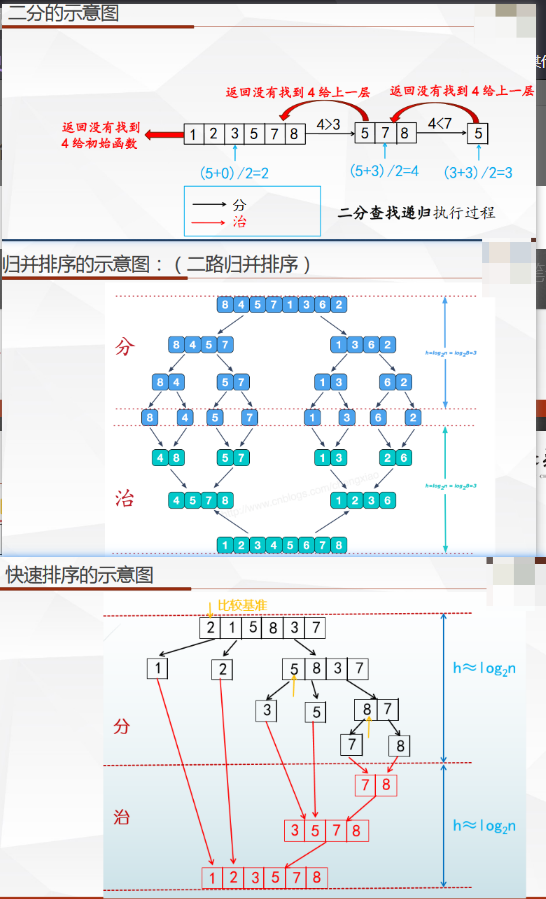 二分的示意图
返回没有找到 4 给上一层 返回没有找到 4 给上一层
返回没有找到
4 给初始函数
1 2 3 5 7 8 4>3 5 7 8 4<7 5
(5+0)/2=2 (5+3)/2=4 (3+3)/2=3
分
治
二分查找递归执行过程
归并排序的示意图：（二路归并排序）
8 4 5 7 1 3 6 2
分
8 4 5 7 1 3 6 2
h=log₂n = log₂8=3
8 4 5 7 1 3 6 2
8 4 5 7 1 3 6 2
4 8 5 7 1 3 2 6
h=log₂n = log₂8=3
治
4 5 7 8 1 2 3 6
1 2 3 4 5 6 7 8
快速排序的示意图
比较基准
2 1 5 8 3 7
1 2 5 8 3 7
h≈log₂n
3 5 8 7
分
7 8
7 8
治
3 5 7 8
h≈log₂n
1 2 3 5 7 8